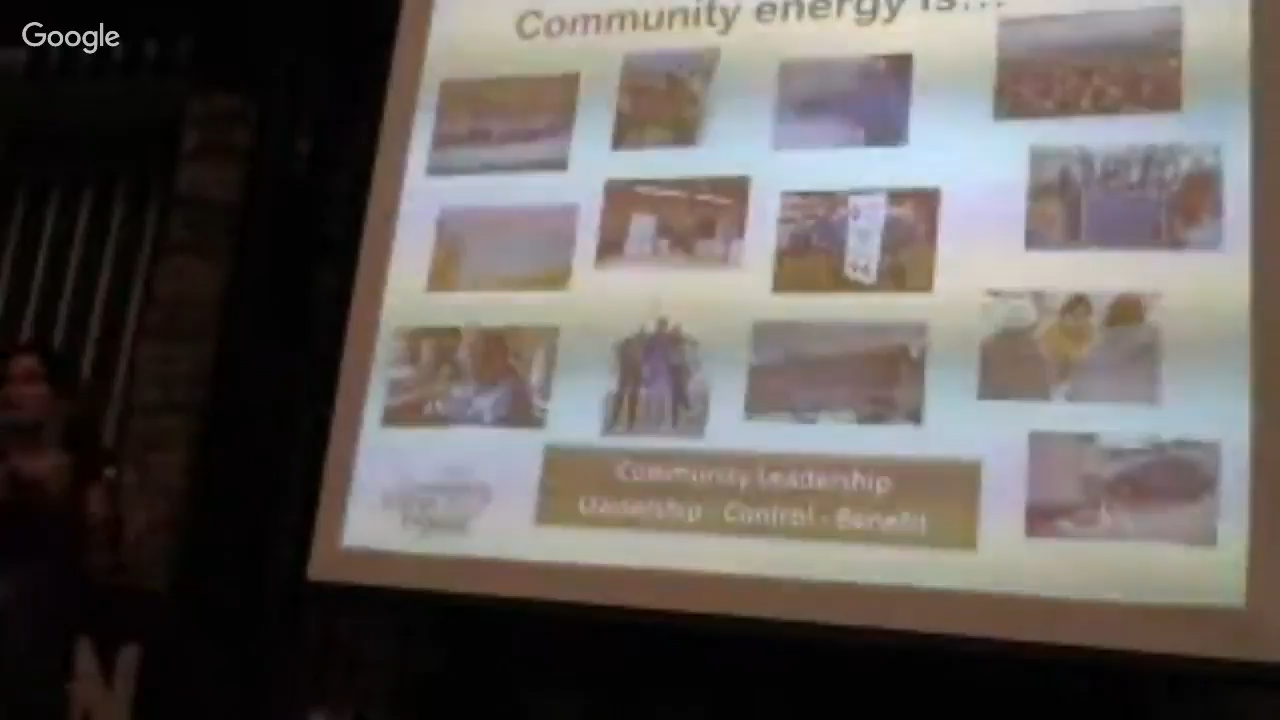 Google
Community energy is...
Community Leadership
Ownership - Control - Benefit
N